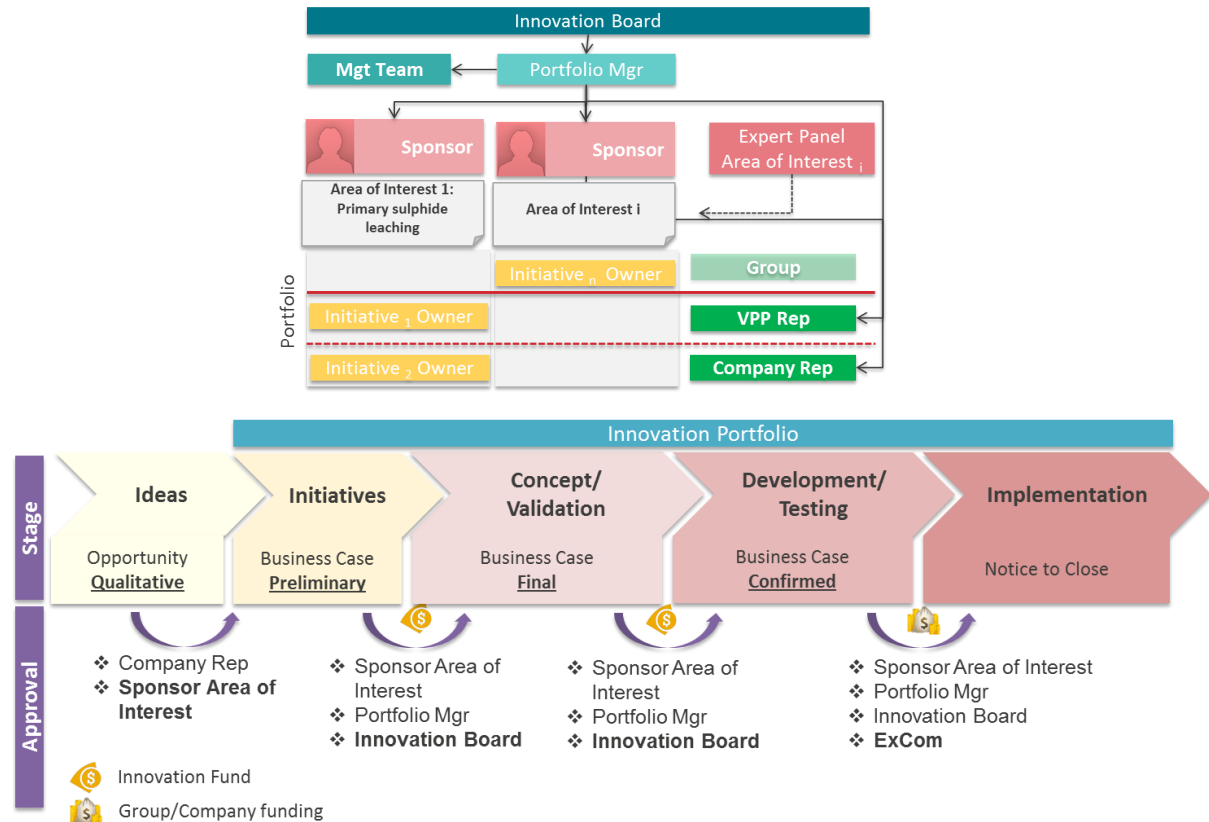 Innovation Board
Mgt Team
Portfolio Mgr
Sponsor
Sponsor
Expert Panel
Area of Interest i
Area of Interest 1:
Primary sulphide
leaching
Area of Interest i
Portfolio
Initiative n Owner
Group
Initiative 1 Owner
VPP Rep
Initiative 2 Owner
Company Rep
Innovation Portfolio
Stage
Ideas
Opportunity
Qualitative
Initiatives
Business Case
Preliminary
Concept/
Validation
Business Case
Final
Development/
Testing
Business Case
Confirmed
Implementation
Notice to Close
Approval
❖ Company Rep
❖ Sponsor Area of
Interest
❖ Sponsor Area of
Interest
❖ Portfolio Mgr
❖ Innovation Board
❖ Sponsor Area of
Interest
❖ Portfolio Mgr
❖ Innovation Board
❖ Sponsor Area of Interest
❖ Portfolio Mgr
❖ Innovation Board
❖ ExCom
Innovation Fund
Group/Company funding